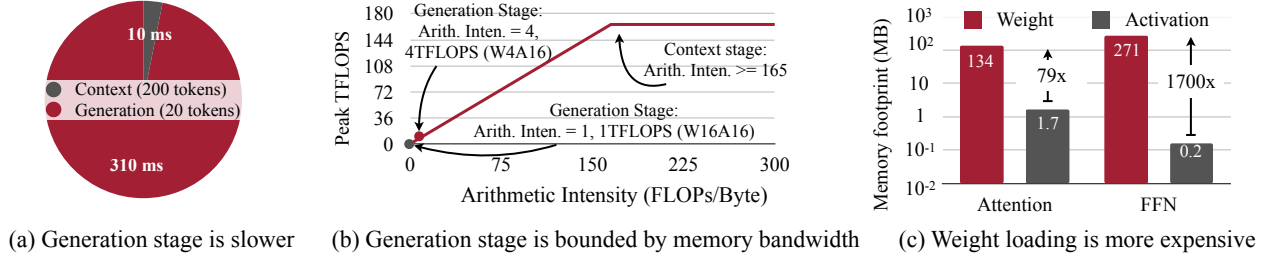 10 ms
Context (200 tokens)
Generation (20 tokens)
310 ms
(a) Generation stage is slower
Peak TFLOPS
180
144
108
72
36
0
Generation Stage:
Arith. Inten. = 4,
4TFLOPS (W4A16)
Context stage:
Arith. Inten. >= 165
Generation Stage:
Arith. Inten. = 1, 1TFLOPS (W16A16)
0
75
150
225
300
Arithmetic Intensity (FLOPs/Byte)
(b) Generation stage is bounded by memory bandwidth
Memory footprint (MB)
10³
10²
10
1
10⁻¹
10⁻²
Weight
Activation
134
79x
1.7
271
1700x
0.2
Attention
FFN
(c) Weight loading is more expensive